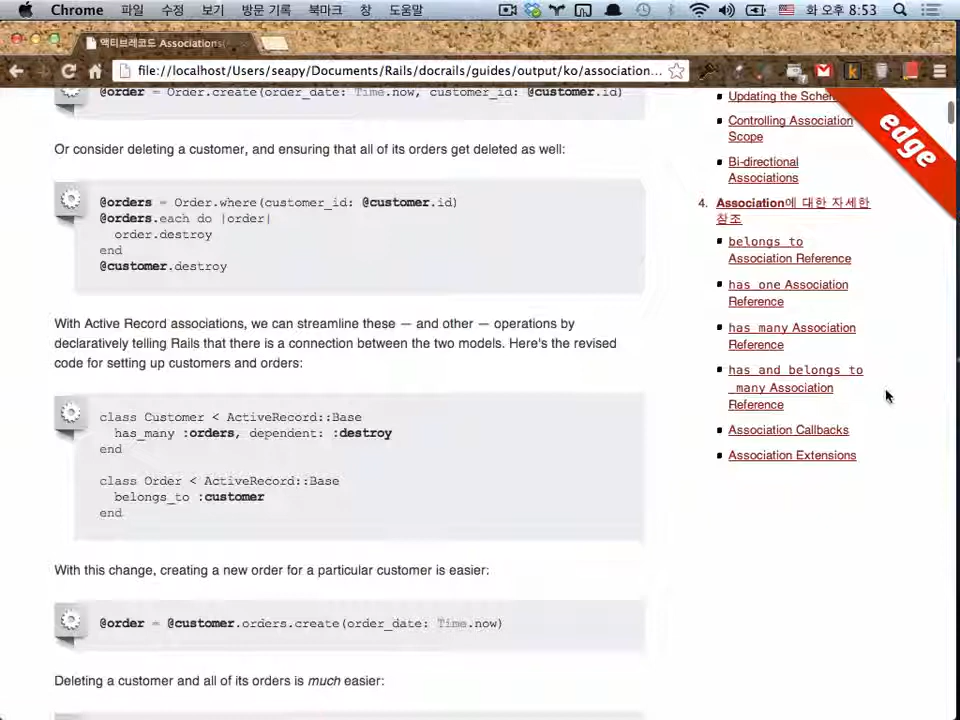 Chrome 파일 수정 보기 방문 기록 북마크 창 도움말 화 오후 8:53
액티브레코드 Associations
file://localhost/Users/seapy/Documents/Rails/docrails/guides/output/ko/association...
@order = Order.create(order_date: Time.now, customer_id: @customer.id)
Or consider deleting a customer, and ensuring that all of its orders get deleted as well:
@orders = Order.where(customer_id: @customer.id)
@orders.each do |order|
order.destroy
end
@customer.destroy
With Active Record associations, we can streamline these — and other — operations by
declaratively telling Rails that there is a connection between the two models. Here's the revised
code for setting up customers and orders:
class Customer < ActiveRecord::Base
has_many :orders, dependent: :destroy
end
class Order < ActiveRecord::Base
belongs_to :customer
end
With this change, creating a new order for a particular customer is easier:
@order = @customer.orders.create(order_date: Time.now)
Deleting a customer and all of its orders is much easier:
Updating the
Controlling Association
Scope
Bi-directional
Associations
4. Association에 대한 자세한
참조
belongs_to
Association Reference
has_one Association
Reference
has_many Association
Reference
has_and_belongs_to
_many Association
Reference
Association Callbacks
Association Extensions
edge